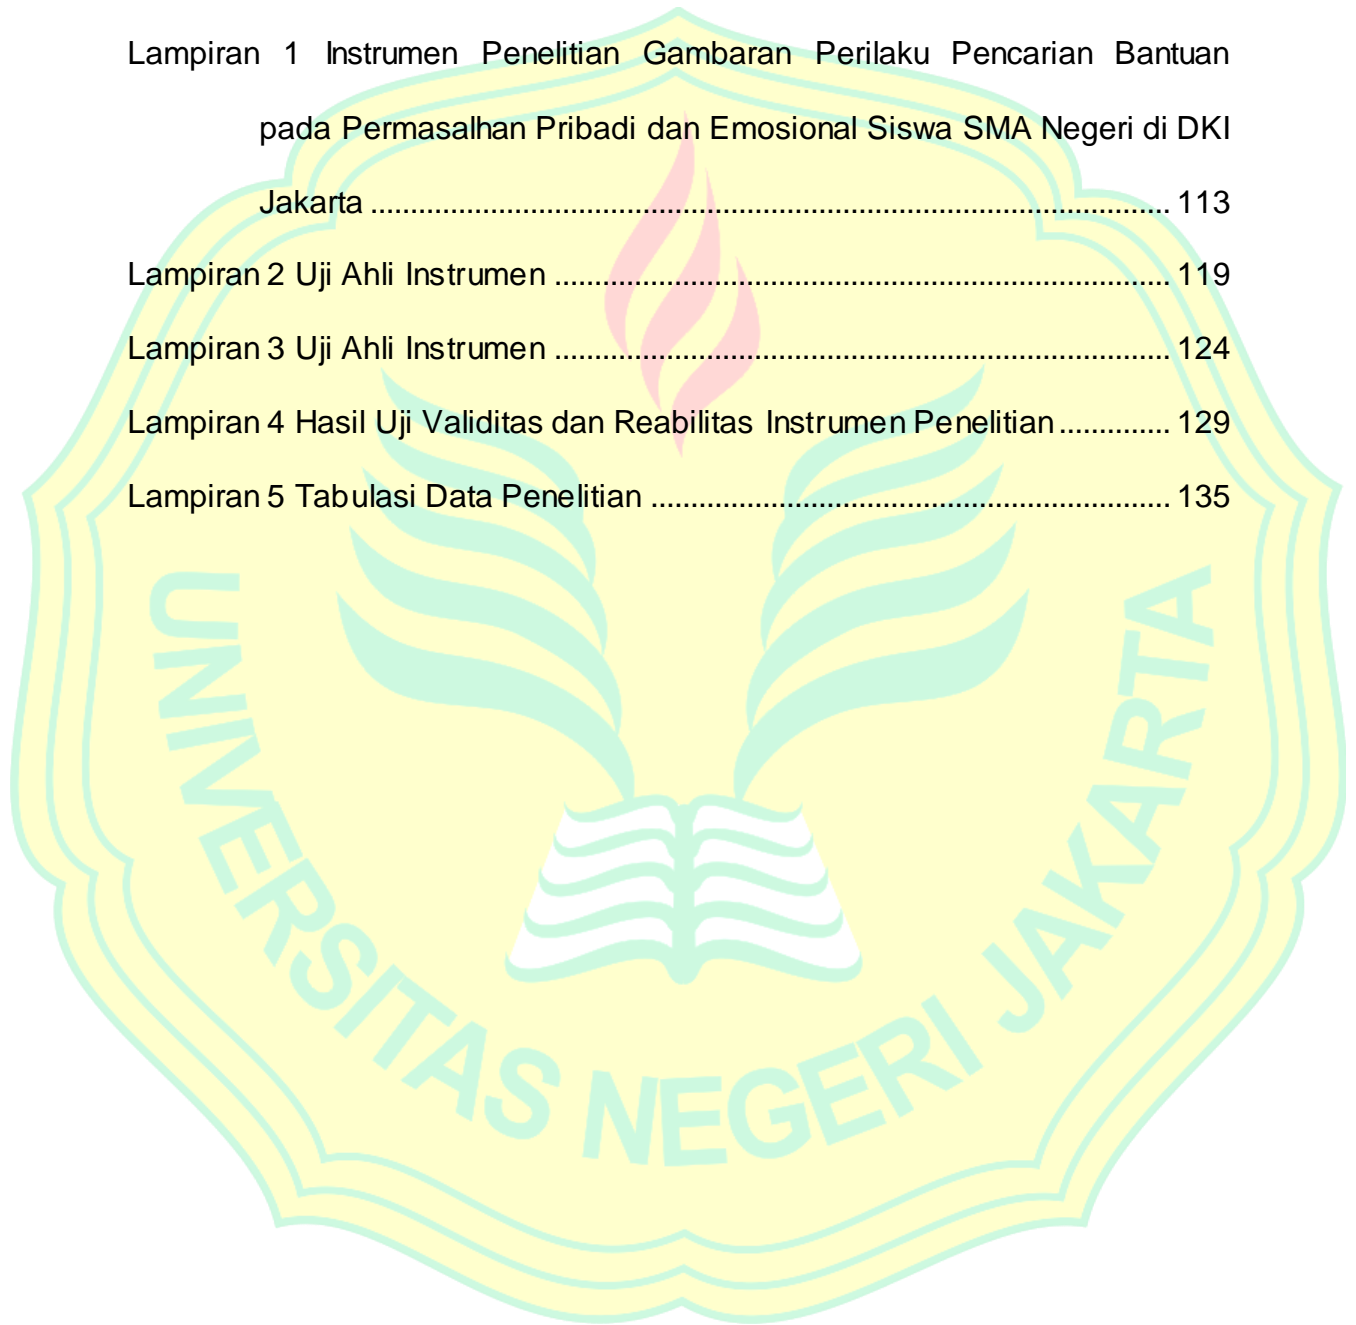 Lampiran 1 Instrumen Penelitian Gambaran Perilaku Pencarian Bantuan
pada Permasalhan Pribadi dan Emosional Siswa SMA Negeri di DKI
Jakarta .................................................................................................... 113
Lampiran 2 Uji Ahli Instrumen ............................................................................. 119
Lampiran 3 Uji Ahli Instrumen ............................................................................. 124
Lampiran 4 Hasil Uji Validitas dan Reabilitas Instrumen Penelitian .............. 129
Lampiran 5 Tabulasi Data Penelitian ................................................................. 135
UNIVERSITAS NEGERI JAKARTA